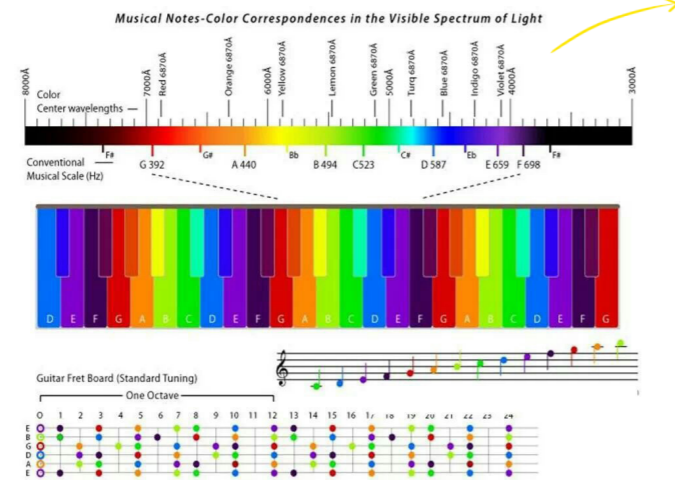 Musical Notes-Color Correspondences in the Visible Spectrum of Light
8000Å
7000Å
Red 6870Å
Orange 6870Å
6000Å
Yellow 6870Å
Lemon 6870Å
Green 6870Å
5000Å
Turq 6870Å
Blue 6870Å
Indigo 6870Å
Violet 6870Å
4000Å
3000Å
Color
Center wavelengths
Conventional
Musical Scale (Hz)
F# G 392 G# A 440 Bb B 494 C523 C# D 587 Eb E 659 F 698 F#
D E F G A B C D E F G A B C D E F G A B C D E F G
Guitar Fret Board (Standard Tuning)
One Octave
0 1 2 3 4 5 6 7 8 9 10 11 12 13 14 15 16 17 18 19 20 21 22 23 24
E
B
G
D
A
E